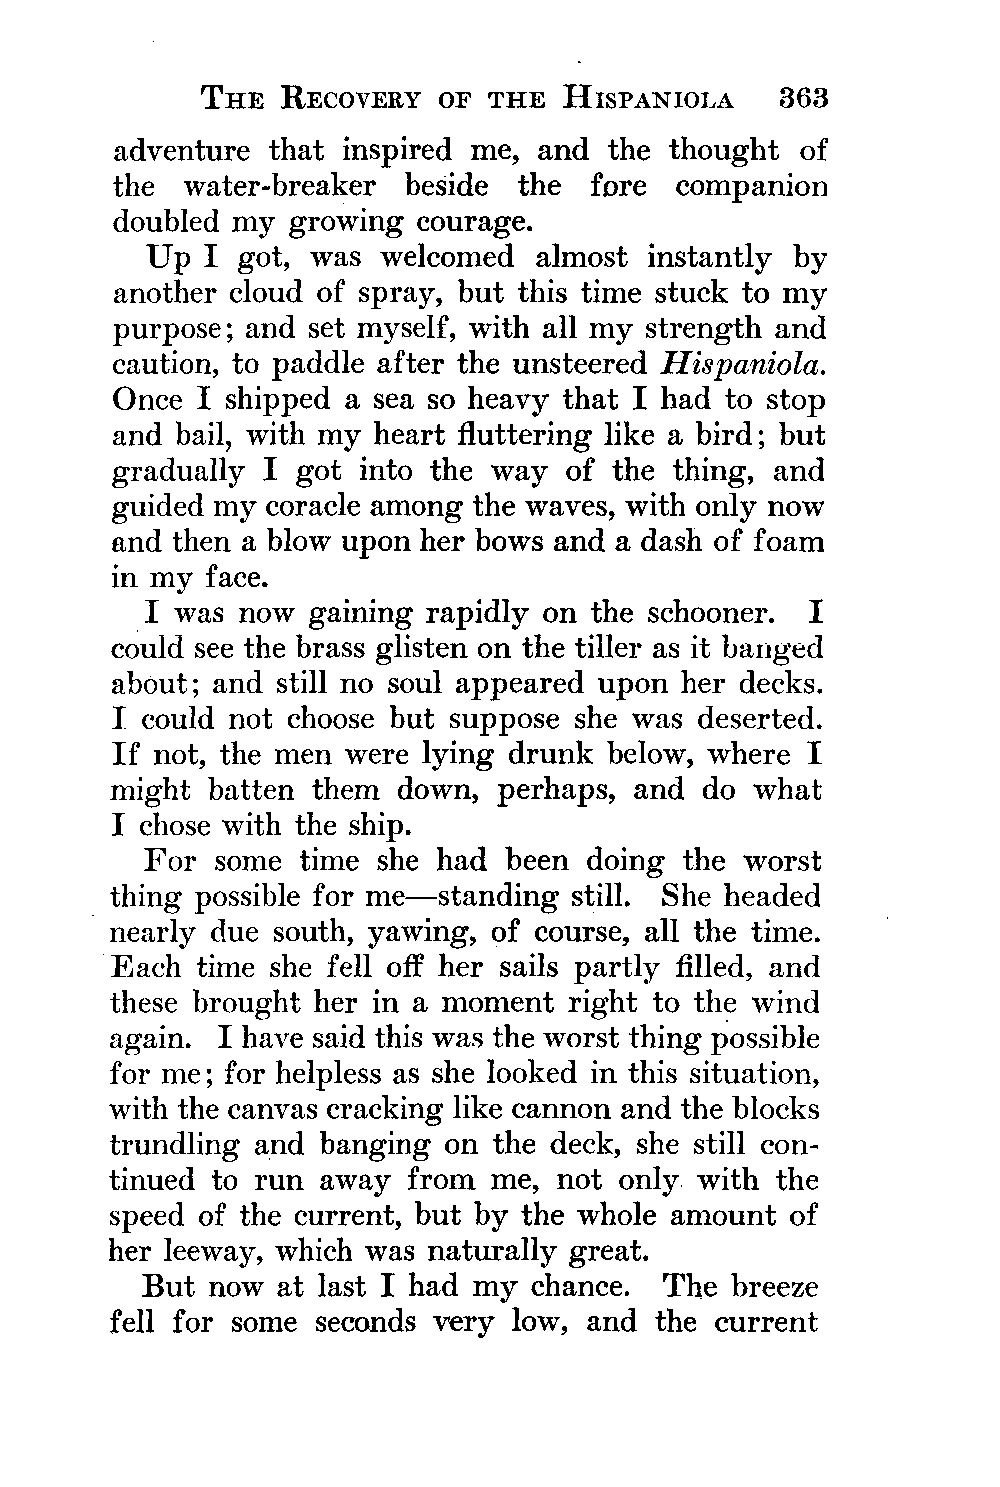 THE RECOVERY OF THE HISPANIOLA 363
adventure that inspired me, and the thought of
the water-breaker beside the fore companion
doubled my growing courage.
Up I got, was welcomed almost instantly by
another cloud of spray, but this time stuck to my
purpose; and set myself, with all my strength and
caution, to paddle after the unsteered Hispaniola.
Once I shipped a sea so heavy that I had to stop
and bail, with my heart fluttering like a bird; but
gradually I got into the way of the thing, and
guided my coracle among the waves, with only now
and then a blow upon her bows and a dash of foam
in my face.
I was now gaining rapidly on the schooner. I
could see the brass glisten on the tiller as it banged
about; and still no soul appeared upon her decks.
I could not choose but suppose she was deserted.
If not, the men were lying drunk below, where I
might batten them down, perhaps, and do what
I chose with the ship.
For some time she had been doing the worst
thing possible for me—standing still. She headed
nearly due south, yawing, of course, all the time.
Each time she fell off her sails partly filled, and
these brought her in a moment right to the wind
again. I have said this was the worst thing possible
for me; for helpless as she looked in this situation,
with the canvas cracking like cannon and the blocks
trundling and banging on the deck, she still con-
tinued to run away from me, not only with the
speed of the current, but by the whole amount of
her leeway, which was naturally great.
But now at last I had my chance. The breeze
fell for some seconds very low, and the current